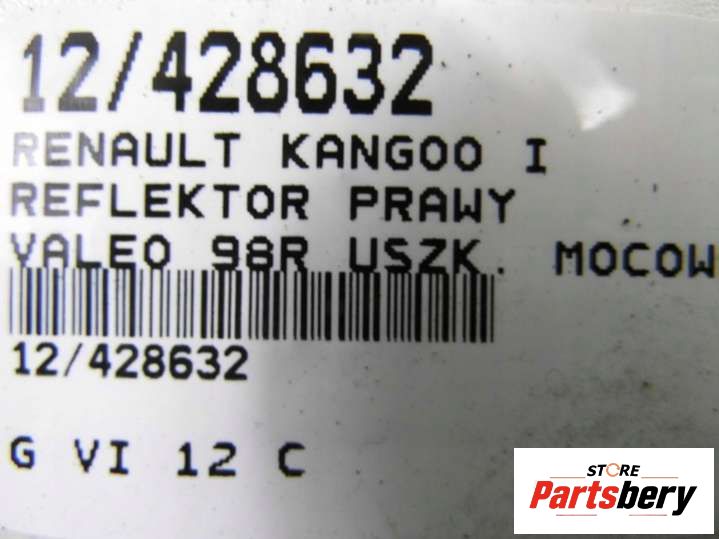 12/428632
RENAULT KANGOO I
REFLEKTOR PRAWY
VALEO 98R USZK. MOCOW
12/428632
G VI 12 C
STORE
Partsbery